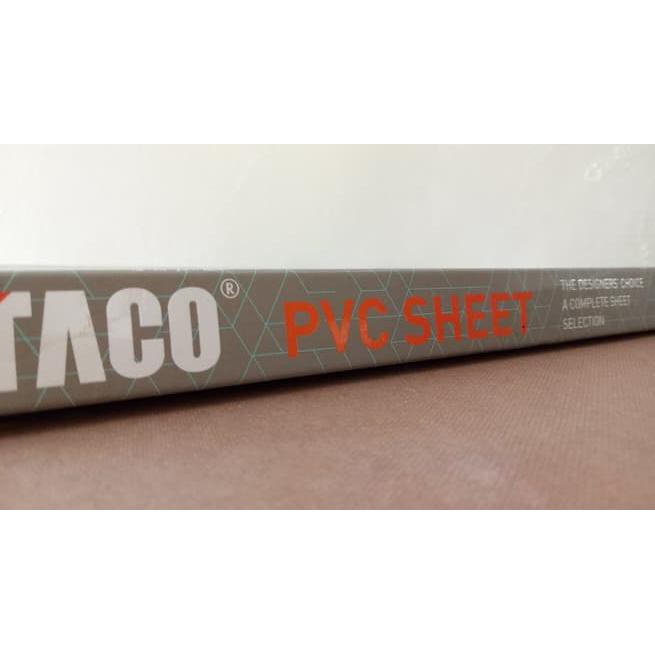 TACO®
PVC SHEET
THE DESIGNERS' CHOICE
A COMPLETE SHEET
SELECTION